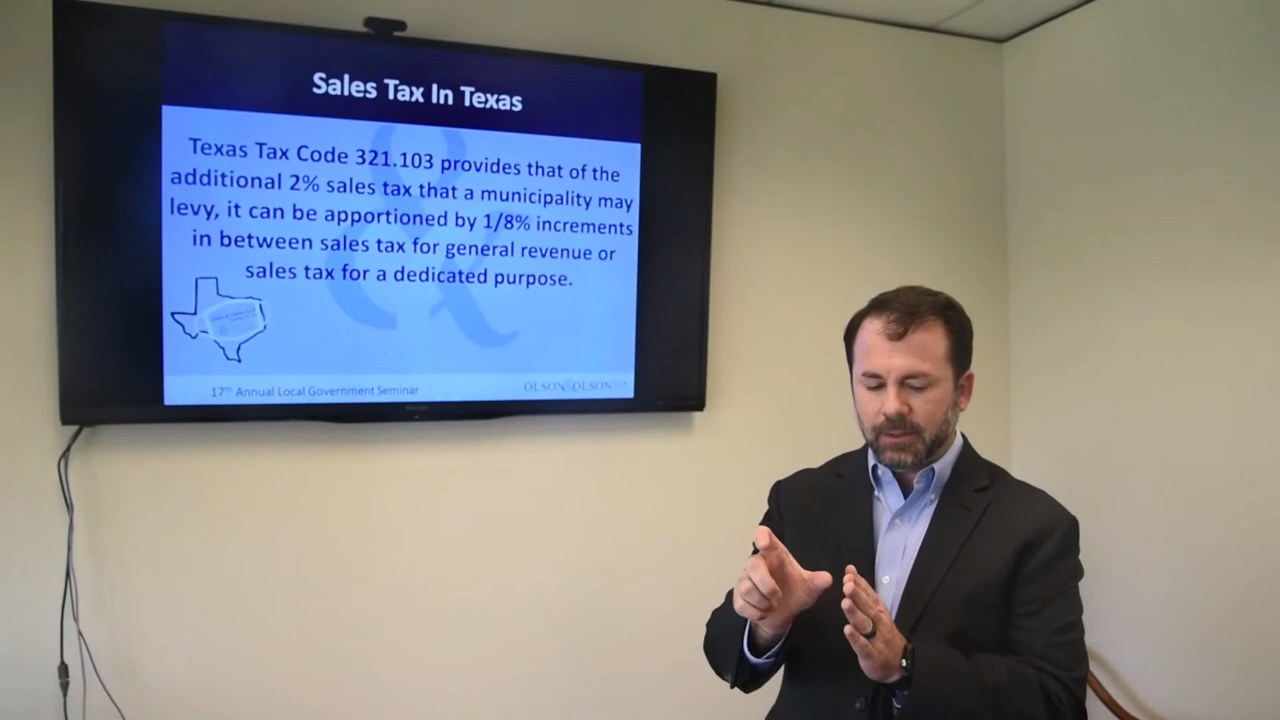 Sales Tax In Texas
Texas Tax Code 321.103 provides that of the
additional 2% sales tax that a municipality may
levy, it can be apportioned by 1/8% increments
in between sales tax for general revenue or
sales tax for a dedicated purpose.
17th Annual Local Government Seminar
OLSON & OLSON LLP